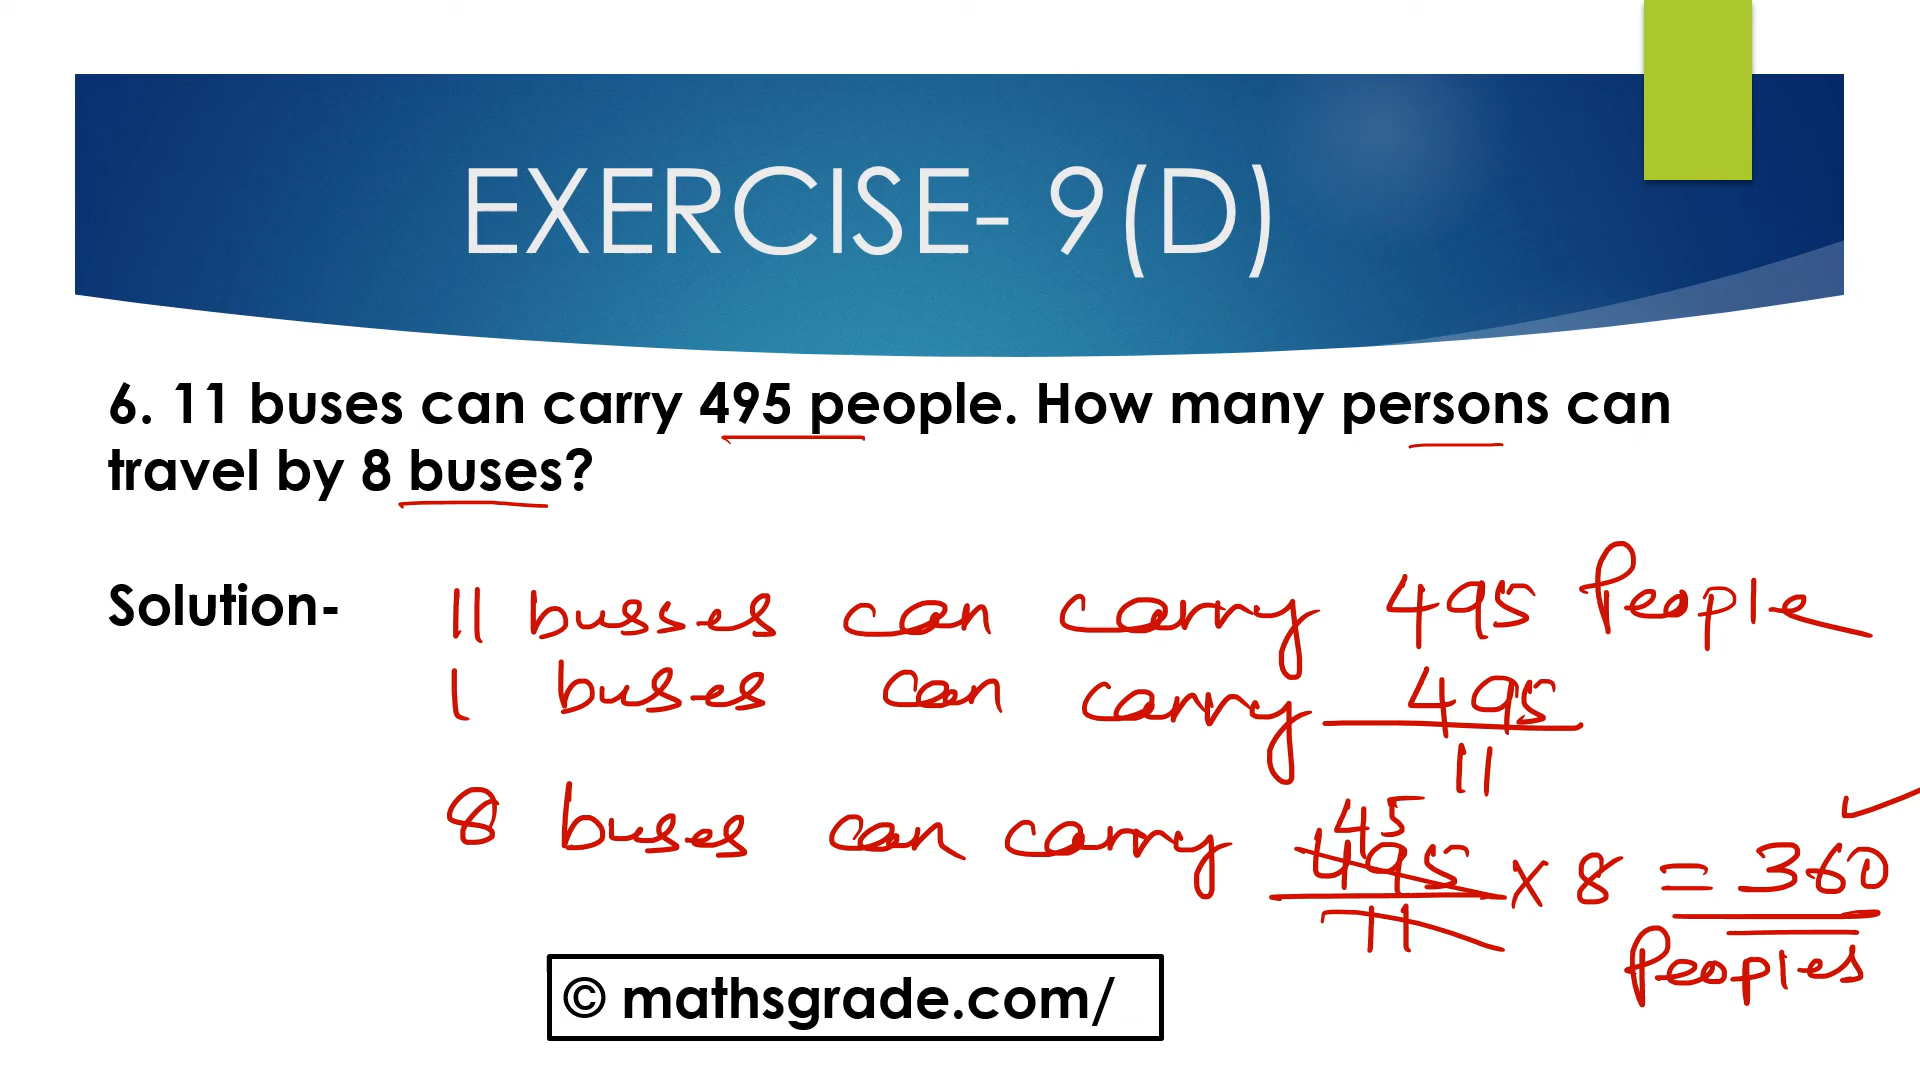 EXERCISE- 9(D)
6. 11 buses can carry 495 people. How many persons can
travel by 8 buses?
Solution- 11 busses can carry 495 People
1 buses can carry 495/11
8 buses can carry 45 495/11 x 8 = 360
Peoples
© mathsgrade.com/